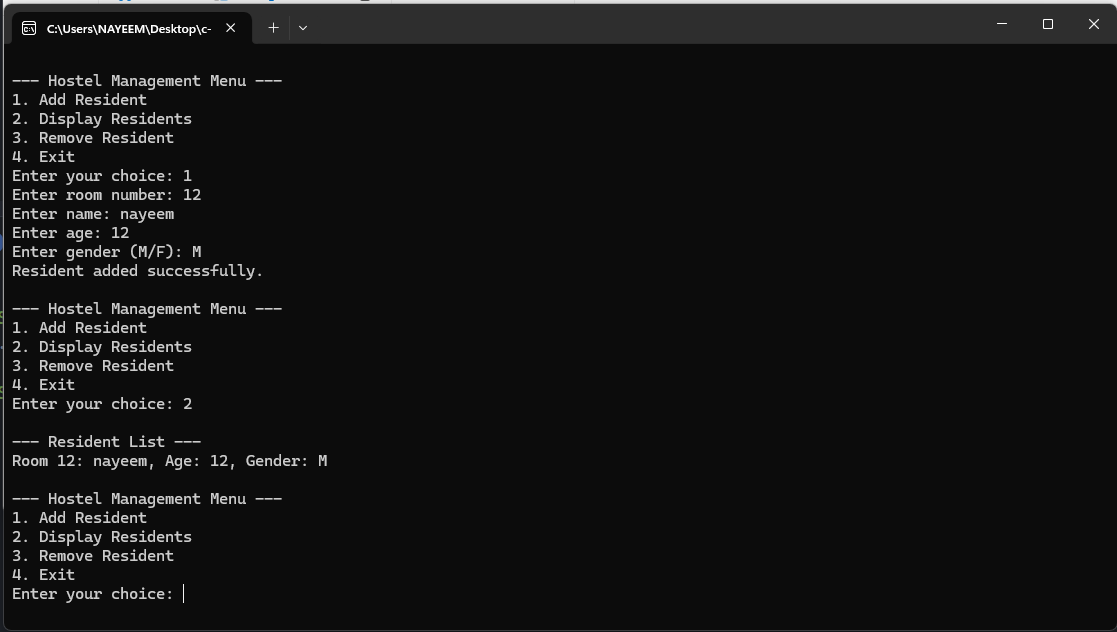 C:\Users\NAYEEM\Desktop\c-
--- Hostel Management Menu ---
1. Add Resident
2. Display Residents
3. Remove Resident
4. Exit
Enter your choice: 1
Enter room number: 12
Enter name: nayeem
Enter age: 12
Enter gender (M/F): M
Resident added successfully.
--- Hostel Management Menu ---
1. Add Resident
2. Display Residents
3. Remove Resident
4. Exit
Enter your choice: 2
--- Resident List ---
Room 12: nayeem, Age: 12, Gender: M
--- Hostel Management Menu ---
1. Add Resident
2. Display Residents
3. Remove Resident
4. Exit
Enter your choice: